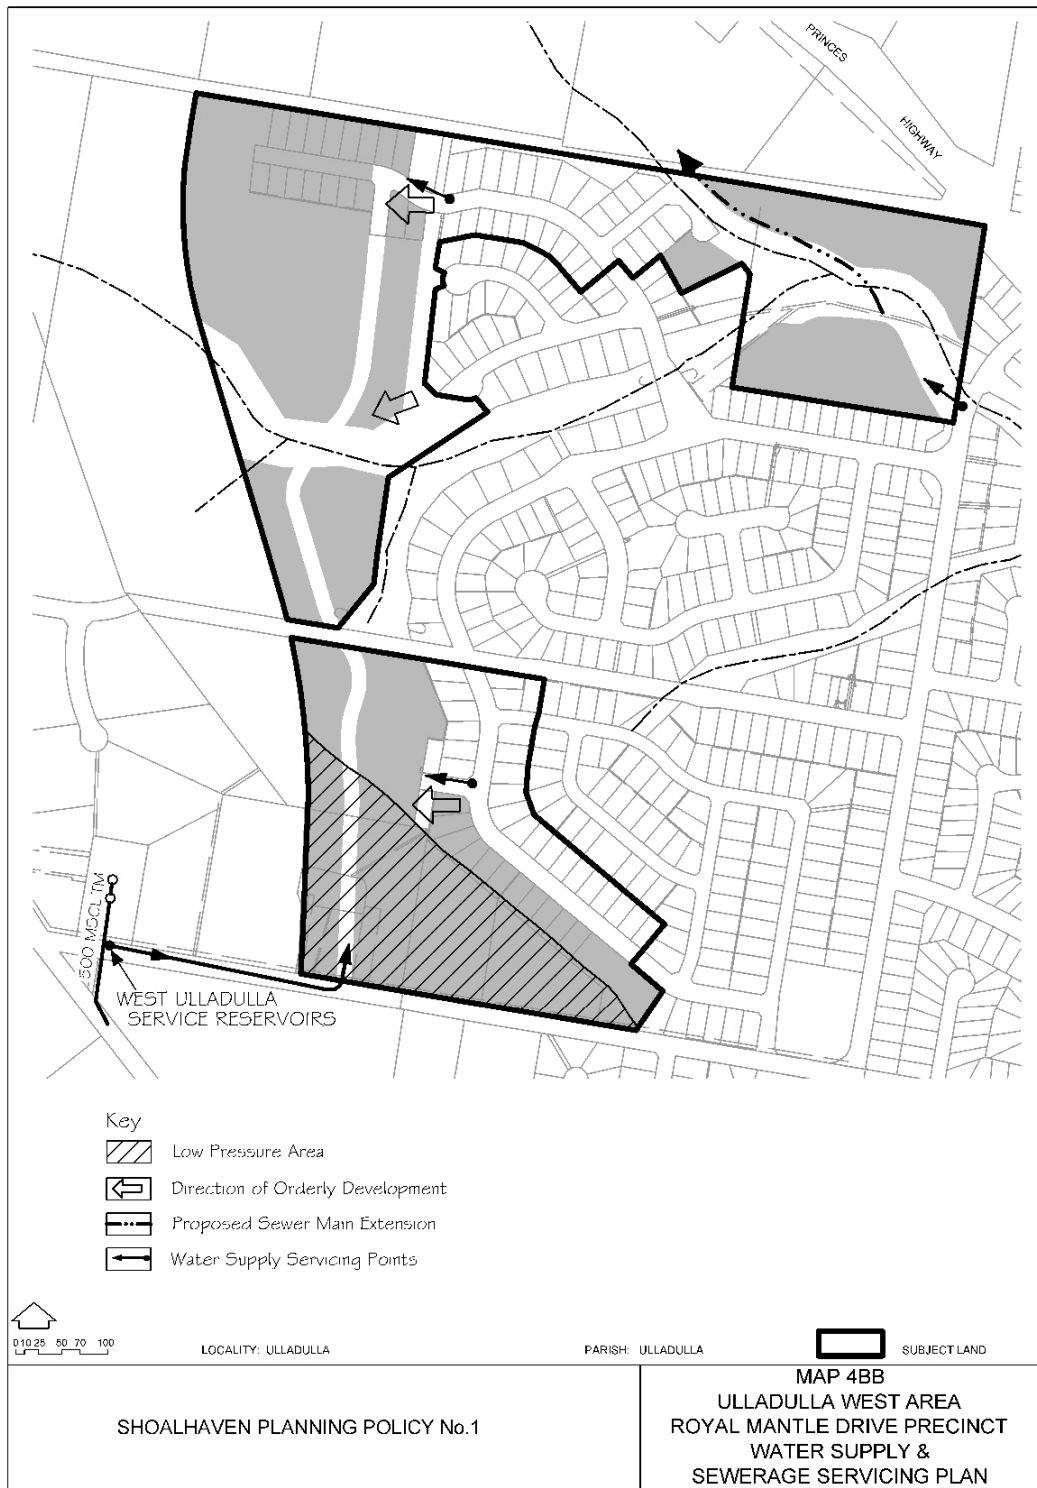 PRINCES
HIGHWAY
500 MSCL TM
WEST ULLADULLA
SERVICE RESERVOIRS
Key
Low Pressure Area
Direction of Orderly Development
Proposed Sewer Main Extension
Water Supply Servicing Points
0 10 25 50 70 100
LOCALITY: ULLADULLA
PARISH: ULLADULLA
SUBJECT LAND
SHOALHAVEN PLANNING POLICY No.1
MAP 4BB
ULLADULLA WEST AREA
ROYAL MANTLE DRIVE PRECINCT
WATER SUPPLY &
SEWERAGE SERVICING PLAN